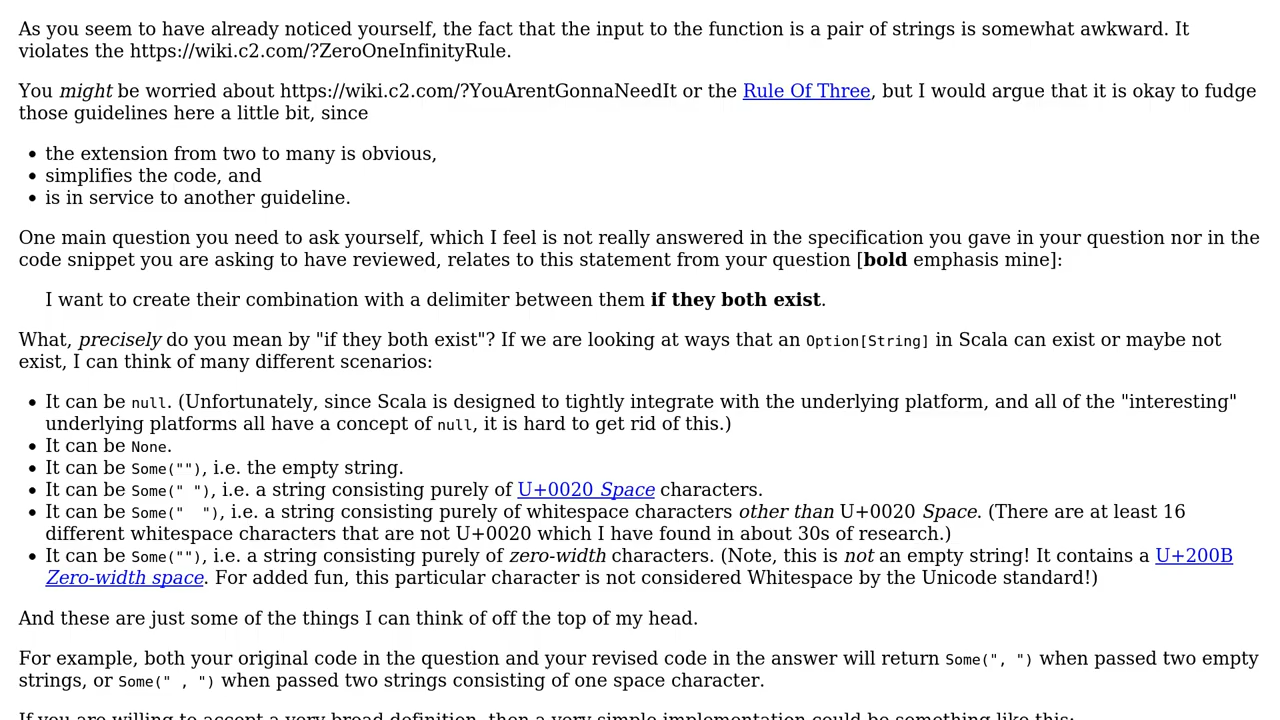 As you seem to have already noticed yourself, the fact that the input to the function is a pair of strings is somewhat awkward. It
violates the https://wiki.c2.com/?ZeroOneInfinityRule.
You might be worried about https://wiki.c2.com/?YouArentGonnaNeedIt or the Rule Of Three, but I would argue that it is okay to fudge
those guidelines here a little bit, since
• the extension from two to many is obvious,
• simplifies the code, and
• is in service to another guideline.
One main question you need to ask yourself, which I feel is not really answered in the specification you gave in your question nor in the
code snippet you are asking to have reviewed, relates to this statement from your question [bold emphasis mine]:
I want to create their combination with a delimiter between them if they both exist.
What, precisely do you mean by "if they both exist"? If we are looking at ways that an Option[String] in Scala can exist or maybe not
exist, I can think of many different scenarios:
• It can be null. (Unfortunately, since Scala is designed to tightly integrate with the underlying platform, and all of the "interesting"
underlying platforms all have a concept of null, it is hard to get rid of this.)
• It can be None.
• It can be Some(""), i.e. the empty string.
• It can be Some(" "), i.e. a string consisting purely of U+0020 Space characters.
• It can be Some("  "), i.e. a string consisting purely of whitespace characters other than U+0020 Space. (There are at least 16
different whitespace characters that are not U+0020 which I have found in about 30s of research.)
• It can be Some(""), i.e. a string consisting purely of zero-width characters. (Note, this is not an empty string! It contains a U+200B
Zero-width space. For added fun, this particular character is not considered Whitespace by the Unicode standard!)
And these are just some of the things I can think of off the top of my head.
For example, both your original code in the question and your revised code in the answer will return Some(", ") when passed two empty
strings, or Some(" , ") when passed two strings consisting of one space character.
If you are willing to accept a very broad definition, then a very simple implementation could be something like this: